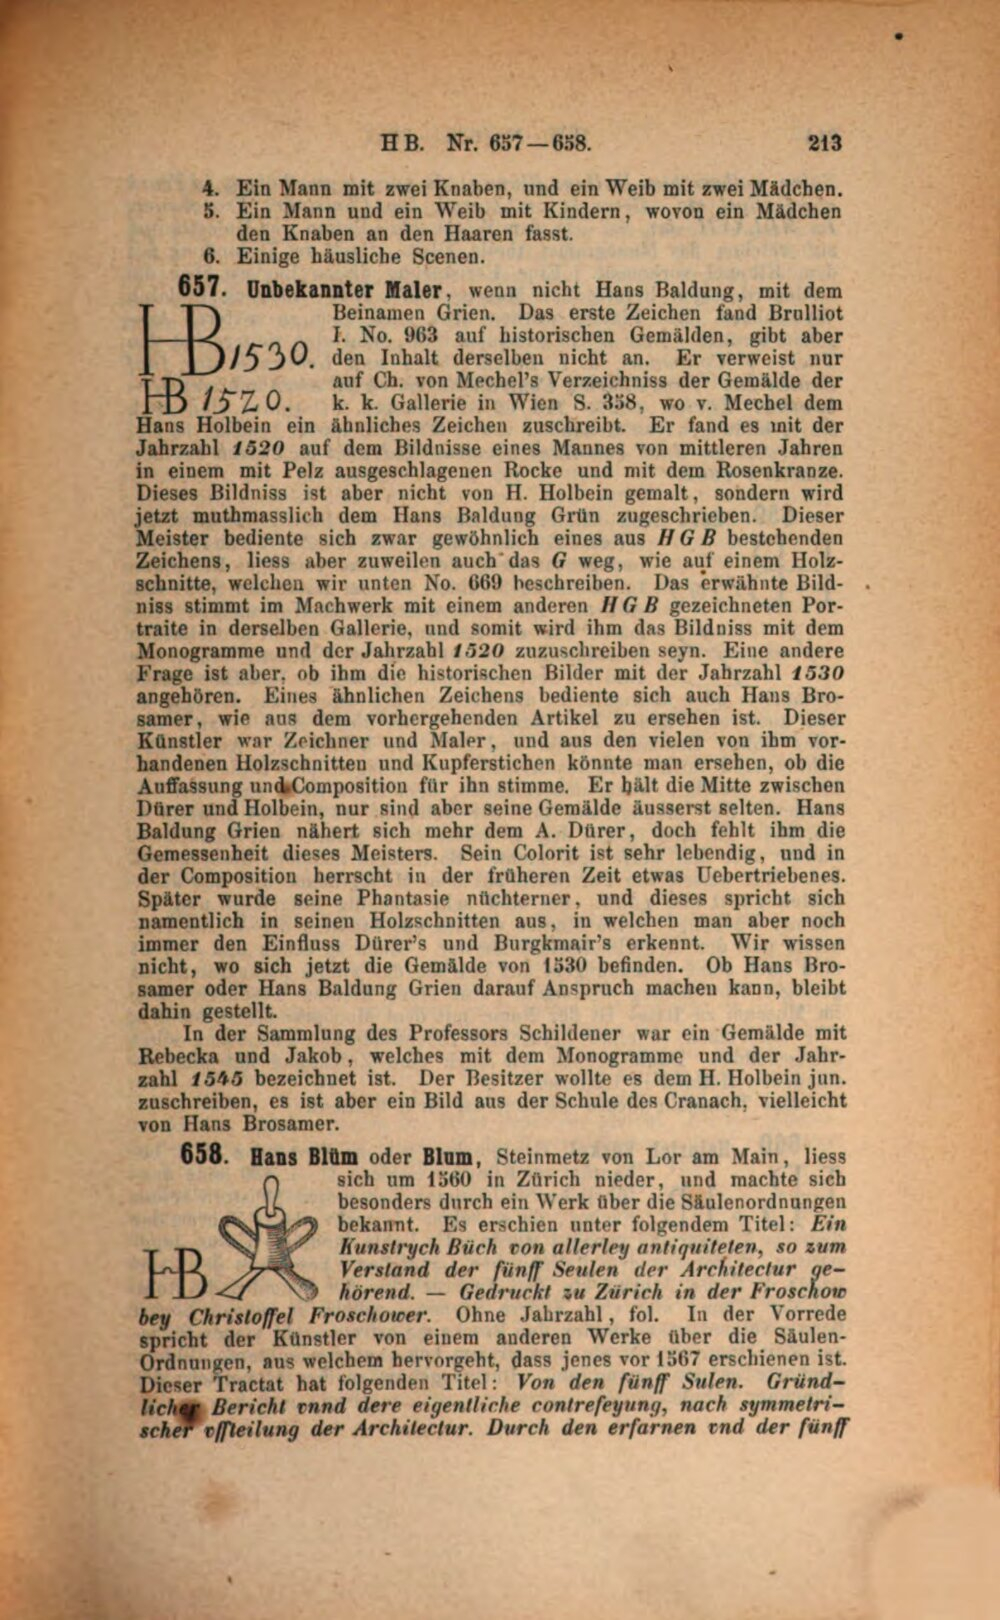 HB. Nr. 657—658. 213
4. Ein Mann mit zwei Knaben, und ein Weib mit zwei Mädchen.
5. Ein Mann und ein Weib mit Kindern, wovon ein Mädchen
den Knaben an den Haaren fasst.
6. Einige häusliche Scenen.
657. Unbekannter Maler, wenn nicht Hans Baldung, mit dem
Beinamen Grien. Das erste Zeichen fand Brulliot
HB 1530. I. No. 963 auf historischen Gemälden, gibt aber
den Inhalt derselben nicht an. Er verweist nur
auf Ch. von Mechel's Verzeichniss der Gemälde der
HB 1520. k. k. Gallerie in Wien S. 358, wo v. Mechel dem
Hans Holbein ein ähnliches Zeichen zuschreibt. Er fand es mit der
Jahrzahl 1520 auf dem Bildnisse eines Mannes von mittleren Jahren
in einem mit Pelz ausgeschlagenen Rocke und mit dem Rosenkranze.
Dieses Bildniss ist aber nicht von H. Holbein gemalt, sondern wird
jetzt muthmasslich dem Hans Baldung Grün zugeschrieben. Dieser
Meister bediente sich zwar gewöhnlich eines aus HGB bestehenden
Zeichens, liess aber zuweilen auch das G weg, wie auf einem Holz-
schnitte, welchen wir unten No. 669 beschreiben. Das erwähnte Bild-
niss stimmt im Machwerk mit einem anderen HGB gezeichneten Por-
traite in derselben Gallerie, und somit wird ihm das Bildniss mit dem
Monogramme und der Jahrzahl 1520 zuzuschreiben seyn. Eine andere
Frage ist aber, ob ihm die historischen Bilder mit der Jahrzahl 1530
angehören. Eines ähnlichen Zeichens bediente sich auch Hans Bro-
samer, wie aus dem vorhergehenden Artikel zu ersehen ist. Dieser
Künstler war Zeichner und Maler, und aus den vielen von ihm vor-
handenen Holzschnitten und Kupferstichen könnte man ersehen, ob die
Auffassung und Composition für ihn stimme. Er hält die Mitte zwischen
Dürer und Holbein, nur sind aber seine Gemälde äusserst selten. Hans
Baldung Grien nähert sich mehr dem A. Dürer, doch fehlt ihm die
Gemessenheit dieses Meisters. Sein Colorit ist sehr lebendig, und in
der Composition herrscht in der früheren Zeit etwas Uebertriebenes.
Später wurde seine Phantasie nüchterner, und dieses spricht sich
namentlich in seinen Holzschnitten aus, in welchen man aber noch
immer den Einfluss Dürer's und Burgkmair's erkennt. Wir wissen
nicht, wo sich jetzt die Gemälde von 1530 befinden. Ob Hans Bro-
samer oder Hans Baldung Grien darauf Anspruch machen kann, bleibt
dahin gestellt.
In der Sammlung des Professors Schildener war ein Gemälde mit
Rebecka und Jakob, welches mit dem Monogramme und der Jahr-
zahl 1545 bezeichnet ist. Der Besitzer wollte es dem H. Holbein jun.
zuschreiben, es ist aber ein Bild aus der Schule des Cranach, vielleicht
von Hans Brosamer.
658. Hans Blüm oder Blum, Steinmetz von Lor am Main, liess
sich um 1560 in Zürich nieder, und machte sich
besonders durch ein Werk über die Säulenordnungen
bekannt. Es erschien unter folgendem Titel: Ein
Kunstrych Büch von allerley antiquiteten, so zum
HB Verstand der fünff Seulen der Architectur ge-
hörend. — Gedruckt zu Zürich in der Froschow
bey Christoffel Froschower. Ohne Jahrzahl, fol. In der Vorrede
spricht der Künstler von einem anderen Werke über die Säulen-
Ordnungen, aus welchem hervorgeht, dass jenes vor 1567 erschienen ist.
Dieser Tractat hat folgenden Titel: Von den fünff Sulen. Gründ-
licher Bericht vnnd dere eigentliche contrefeyung, nach symmetri-
scher vffteilung der Architectur. Durch den erfarnen vnd der fünff